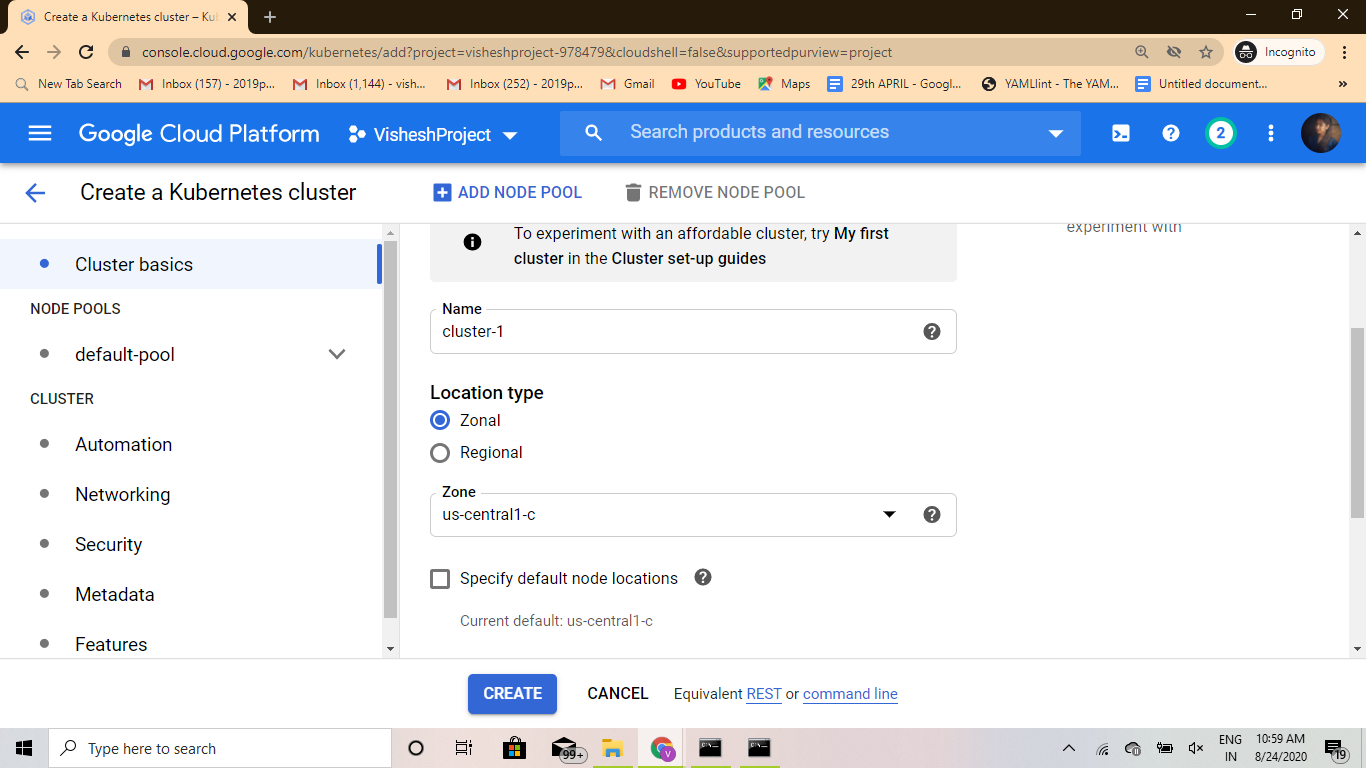 Create a Kubernetes cluster – Ku
console.cloud.google.com/kubernetes/add?project=visheshproject-978479&cloudshell=false&supportedpurview=project
Incognito
New Tab Search
Inbox (157) - 2019p...
Inbox (1,144) - vish...
Inbox (252) - 2019p...
Gmail
YouTube
Maps
29th APRIL - Googl...
YAMLlint - The YAM...
Untitled document...
Google Cloud Platform
VisheshProject
Search products and resources
2
Create a Kubernetes cluster
ADD NODE POOL
REMOVE NODE POOL
Cluster basics
NODE POOLS
default-pool
CLUSTER
Automation
Networking
Security
Metadata
Features
To experiment with an affordable cluster, try My first
cluster in the Cluster set-up guides
experiment with
Name
cluster-1
Location type
Zonal
Regional
Zone
us-central1-c
Specify default node locations
Current default: us-central1-c
CREATE
CANCEL
Equivalent REST or command line
Type here to search
99+
V
ENG
IN
10:59 AM
8/24/2020
19